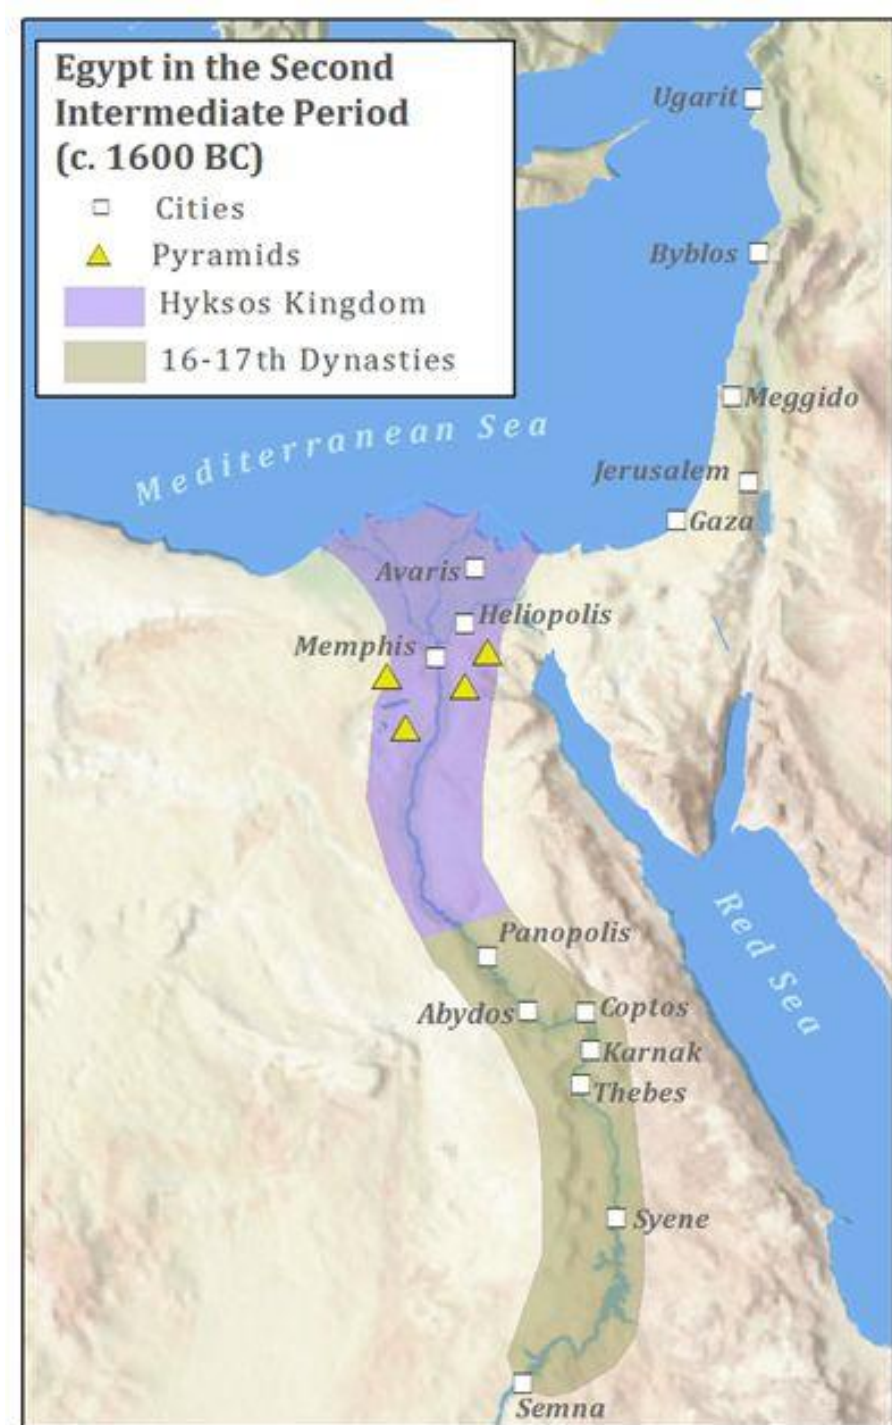 Egypt in the Second
Intermediate Period
(c. 1600 BC)
Cities
Pyramids
Hyksos Kingdom
16-17th Dynasties
Ugarit
Byblos
Meggido
Mediterranean Sea
Jerusalem
Gaza
Avaris
Heliopolis
Memphis
Red Sea
Panopolis
Abydos
Coptos
Karnak
Thebes
Syene
Semna